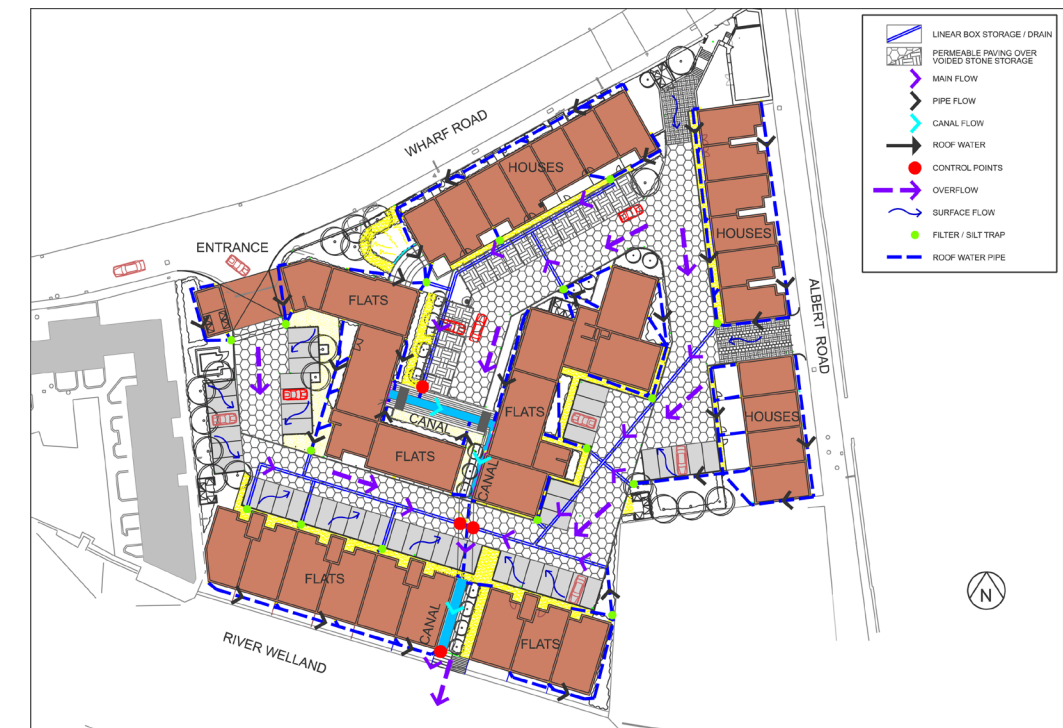 WHARF ROAD
HOUSES
ENTRANCE
FLATS
HOUSES
ALBERT ROAD
FLATS
CANAL
FLATS
CANAL
HOUSES
FLATS
CANAL
FLATS
RIVER WELLAND
N
LINEAR BOX STORAGE / DRAIN
PERMEABLE PAVING OVER
VOIDED STONE STORAGE
MAIN FLOW
PIPE FLOW
CANAL FLOW
ROOF WATER
CONTROL POINTS
OVERFLOW
SURFACE FLOW
FILTER / SILT TRAP
ROOF WATER PIPE